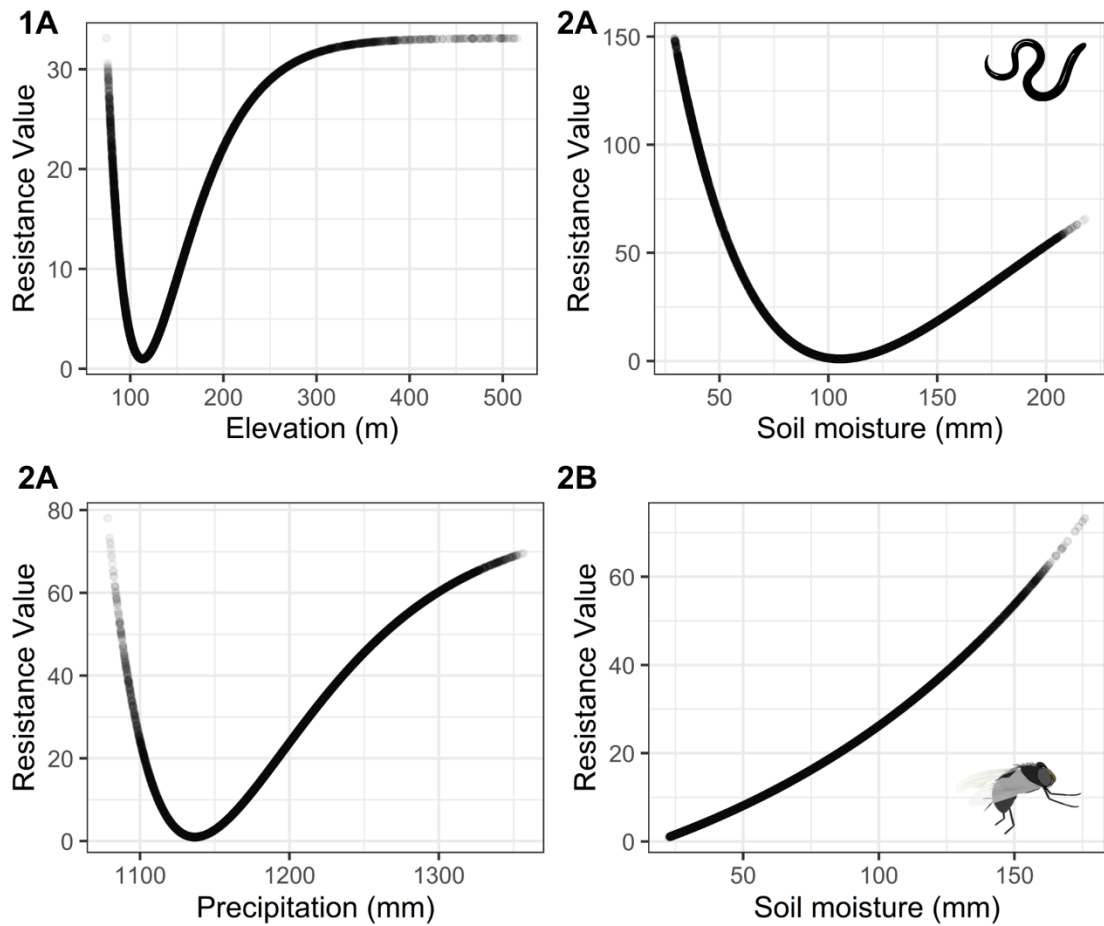 1A
Resistance Value
30
20
10
0
100 200 300 400 500
Elevation (m)
2A
Resistance Value
150
100
50
0
50 100 150 200
Soil moisture (mm)
2A
Resistance Value
80
60
40
20
0
1100 1200 1300
Precipitation (mm)
2B
Resistance Value
60
40
20
0
50 100 150
Soil moisture (mm)